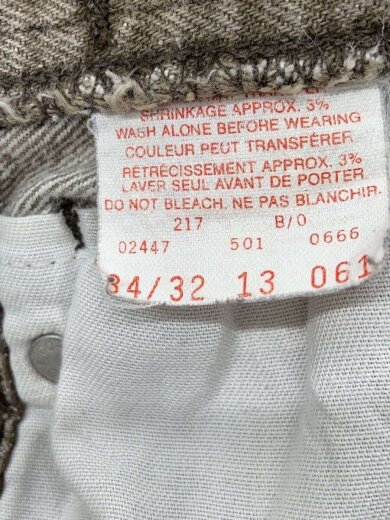 SHRINKAGE APPROX. 3%
WASH ALONE BEFORE WEARING
COULEUR PEUT TRANSFÉRER
RÉTRÉCISSEMENT APPROX. 3%
LAVER SEUL AVANT DE PORTER.
DO NOT BLEACH. NE PAS BLANCHIR.
217 B/O
02447 501 0666
34/32 13 061